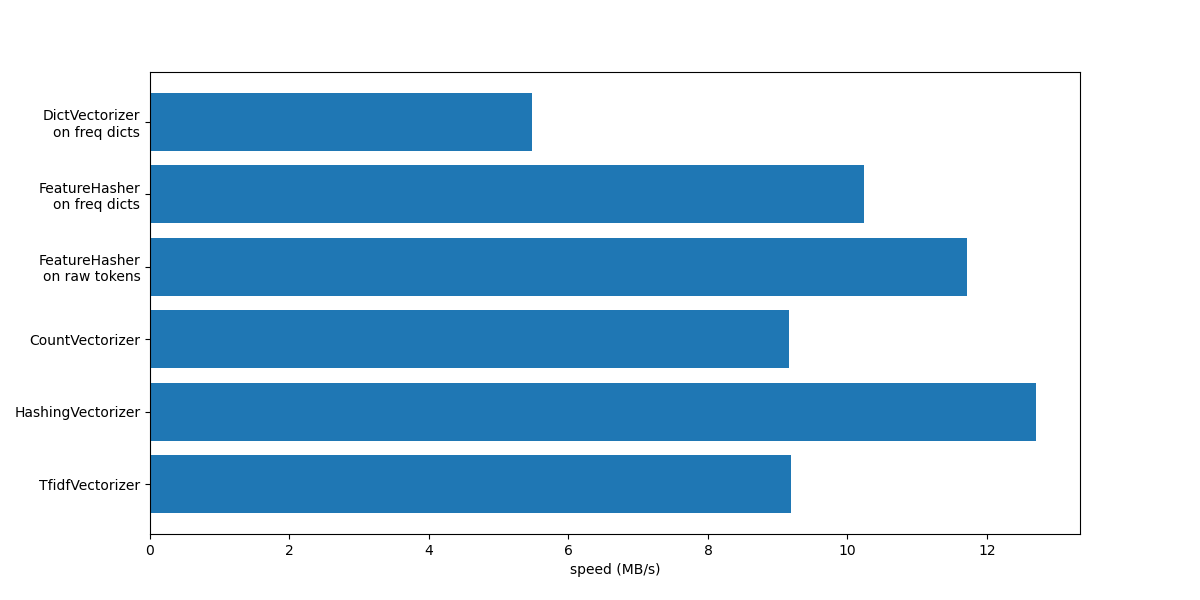 DictVectorizer
on freq dicts
FeatureHasher
on freq dicts
FeatureHasher
on raw tokens
CountVectorizer
HashingVectorizer
TfidfVectorizer
0 2 4 6 8 10 12
speed (MB/s)